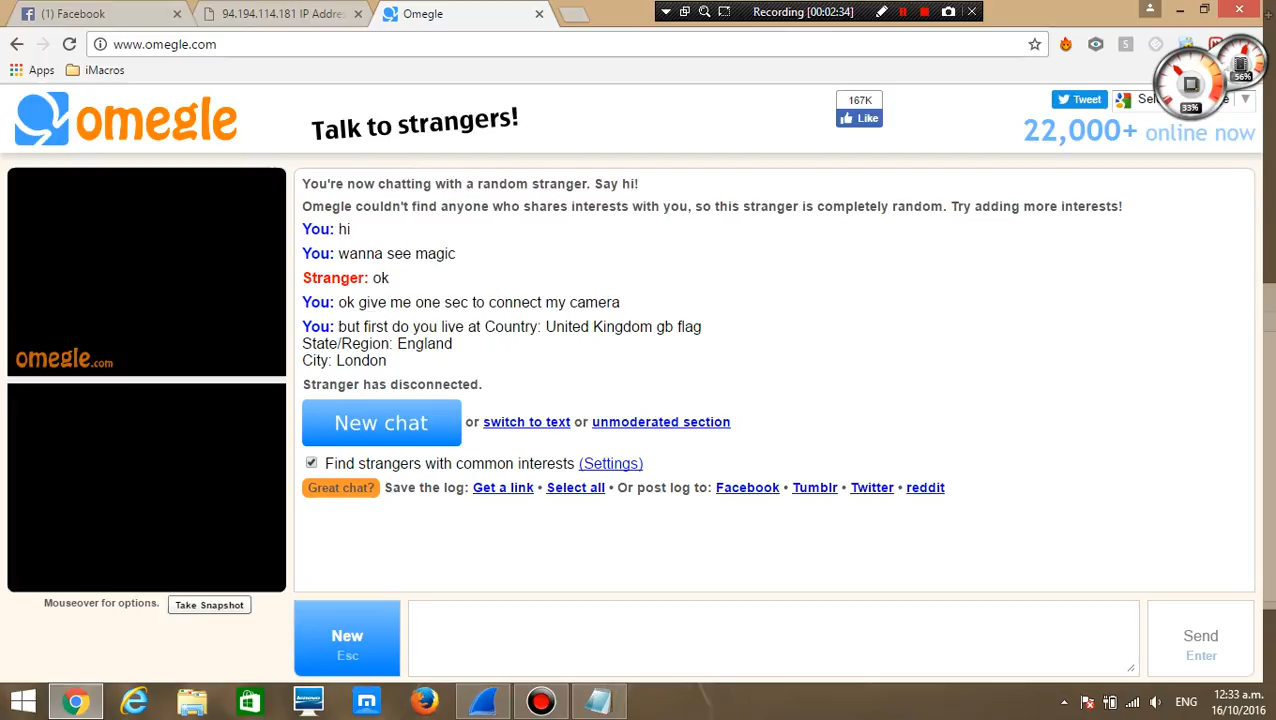 (1) Facebook
94.194.114.181 IP Addre
Omegle
Recording [00:02:34]
www.omegle.com
Apps
iMacros
S
56%
33%
omegle
Talk to strangers!
167K
Like
Tweet
22,000+ online now
You're now chatting with a random stranger. Say hi!
Omegle couldn't find anyone who shares interests with you, so this stranger is completely random. Try adding more interests!
You: hi
You: wanna see magic
Stranger: ok
You: ok give me one sec to connect my camera
You: but first do you live at Country: United Kingdom gb flag
State/Region: England
City: London
Stranger has disconnected.
omegle.com
New chat or switch to text or unmoderated section
Find strangers with common interests (Settings)
Great chat? Save the log: Get a link • Select all • Or post log to: Facebook • Tumblr • Twitter • reddit
Mouseover for options.
Take Snapshot
New
Esc
Send
Enter
ENG
12:33 a.m.
16/10/2016